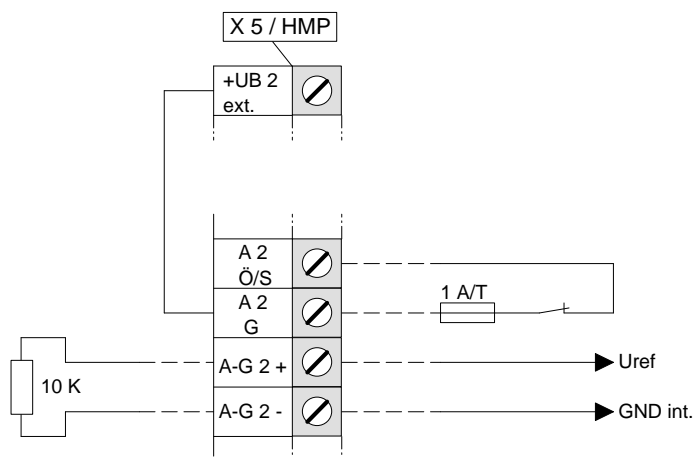 X 5 / HMP
+UB 2
ext.
A 2
Ö/S
A 2
G
1 A/T
A-G 2 +
Uref
10 K
A-G 2 -
GND int.